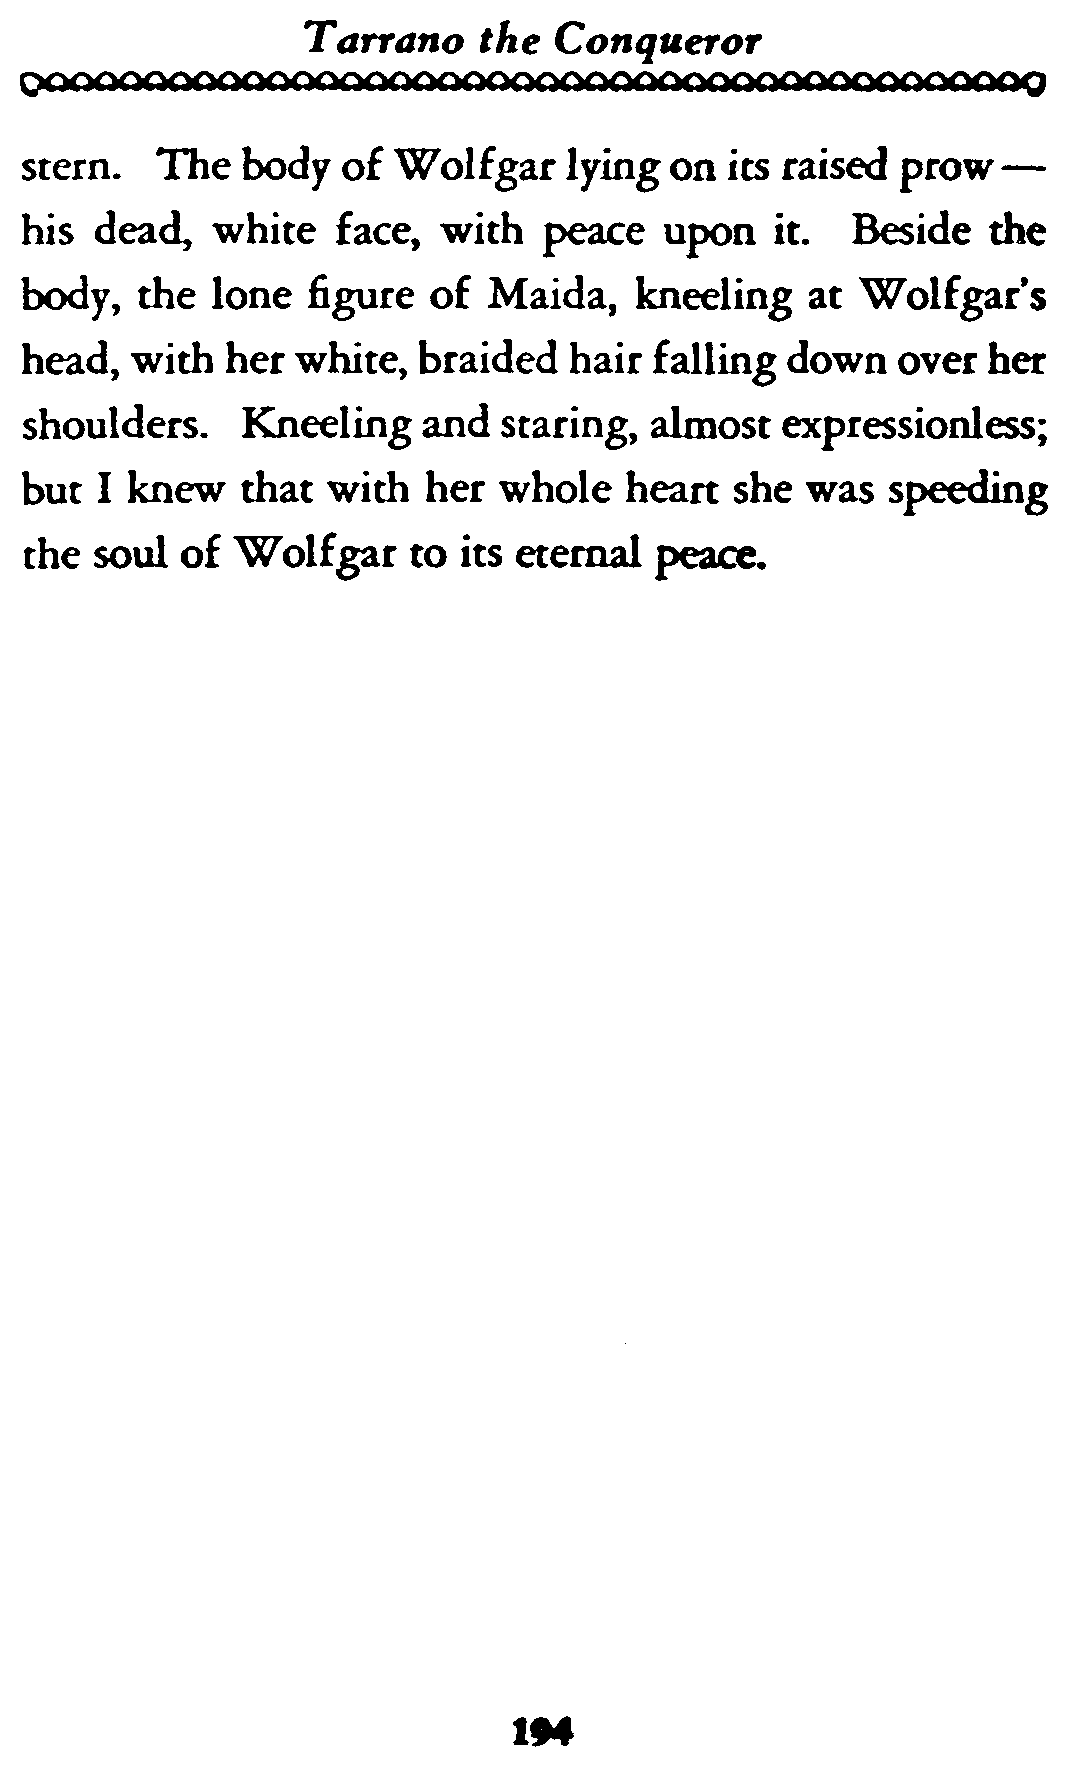 Tarrano the Conqueror
stern. The body of Wolfgar lying on its raised prow—
his dead, white face, with peace upon it. Beside the
body, the lone figure of Maida, kneeling at Wolfgar's
head, with her white, braided hair falling down over her
shoulders. Kneeling and staring, almost expressionless;
but I knew that with her whole heart she was speeding
the soul of Wolfgar to its eternal peace.
194